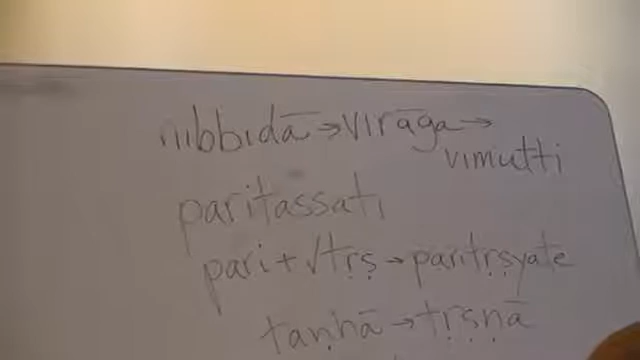 nibbidā → virāga →
vimutti
paritassati
pari + √tṛṣ → paritṛṣyate
taṇhā → tṛṣṇā